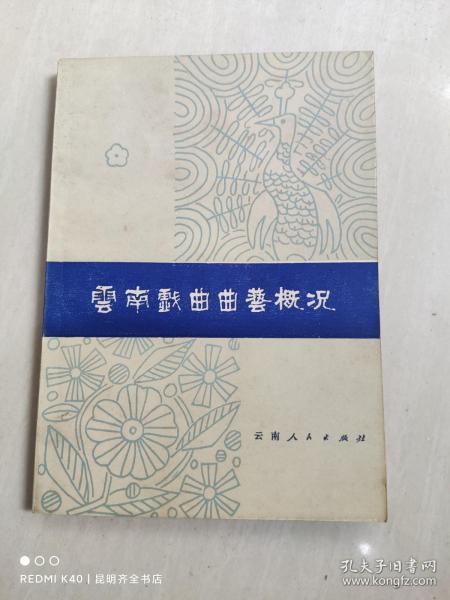 雲南戲曲曲藝概况
云南人民出版社
REDMI K40 | 昆明齐全书店
孔夫子旧书网
www.kongfz.com